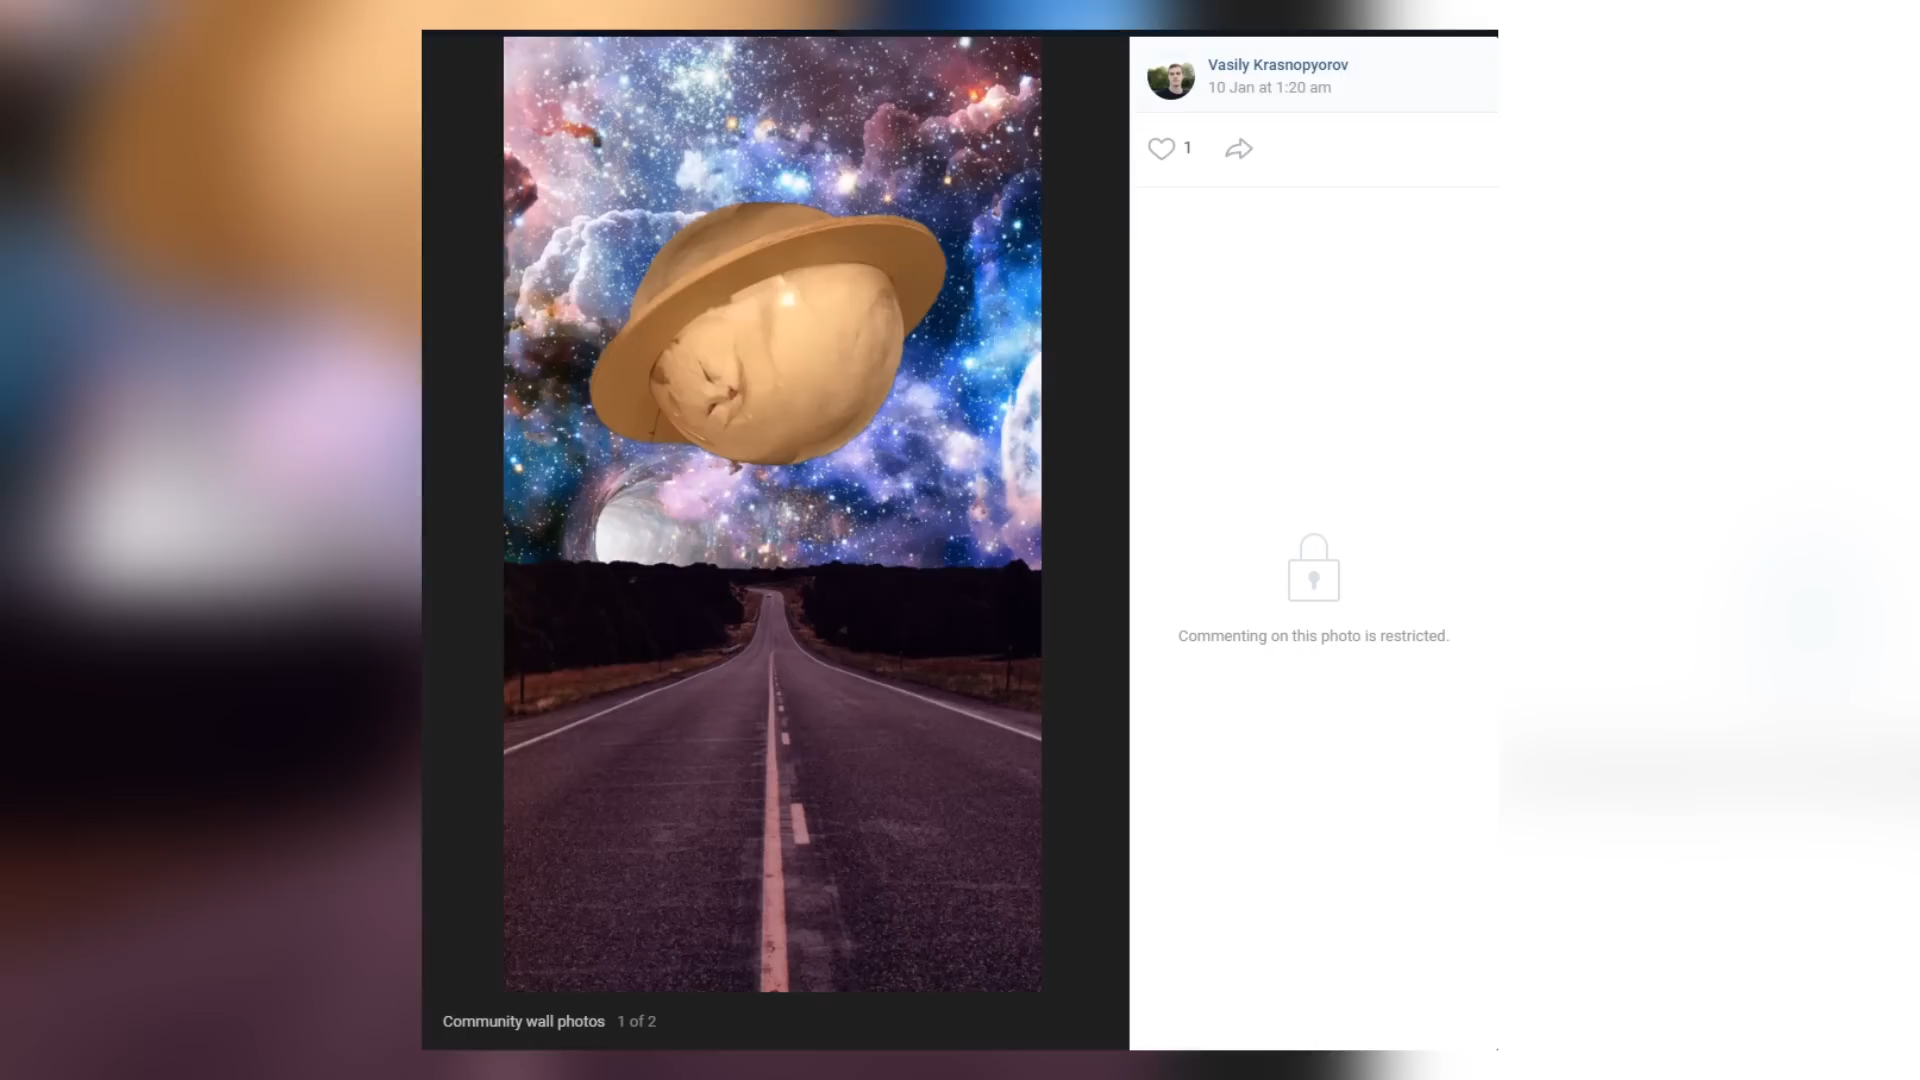 Vasily Krasnopyorov
10 Jan at 1:20 am
1
Commenting on this photo is restricted.
Community wall photos 1 of 2